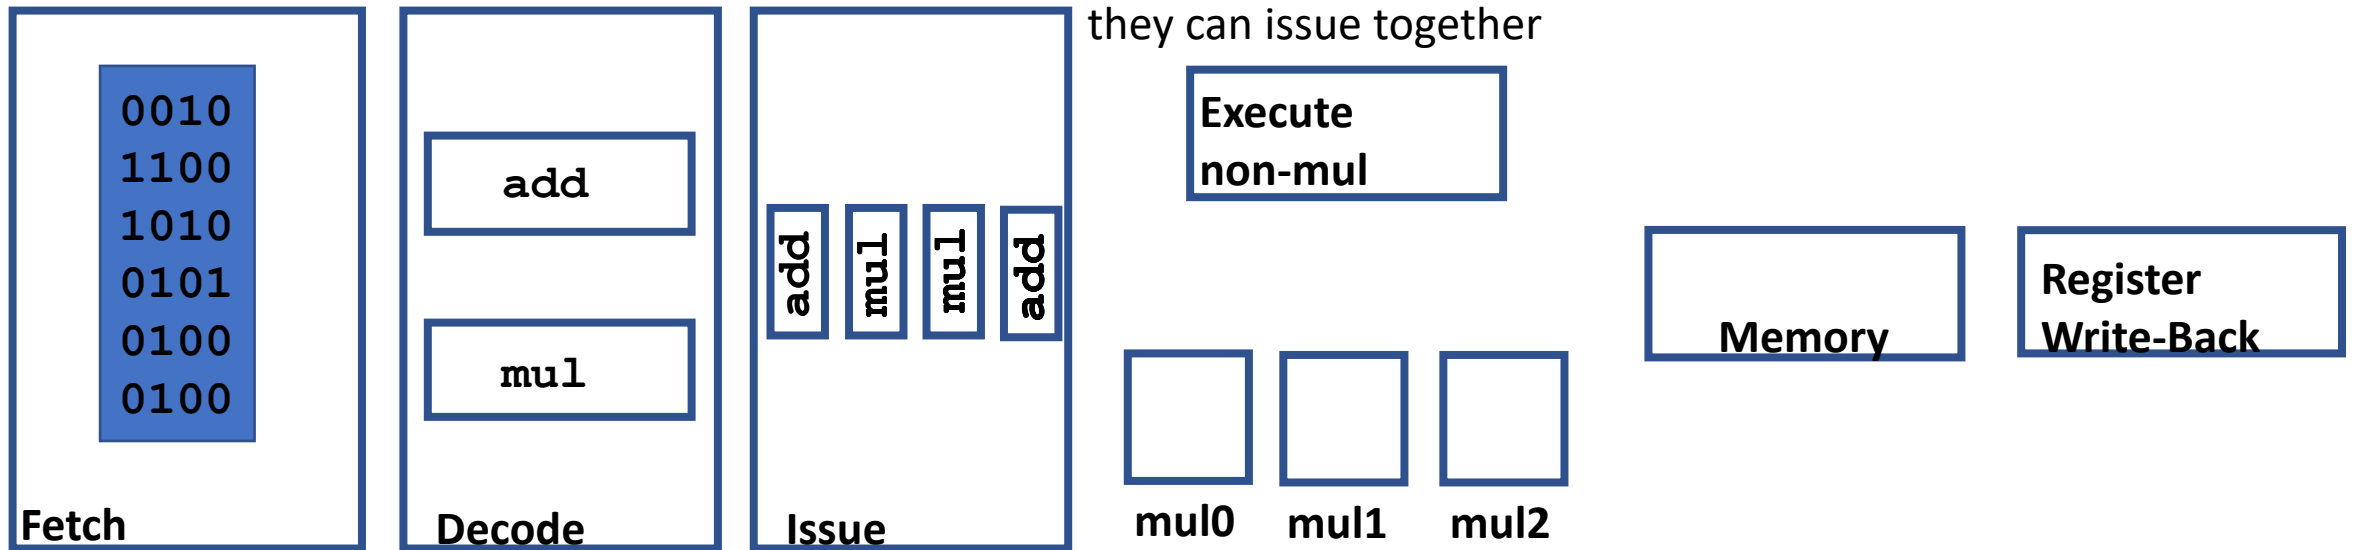 they can issue together
0010
1100
1010
0101
0100
0100
Fetch
add
mul
Decode
add
mul
mul
add
Issue
Execute
non-mul
mul0
mul1
mul2
Memory
Register
Write-Back